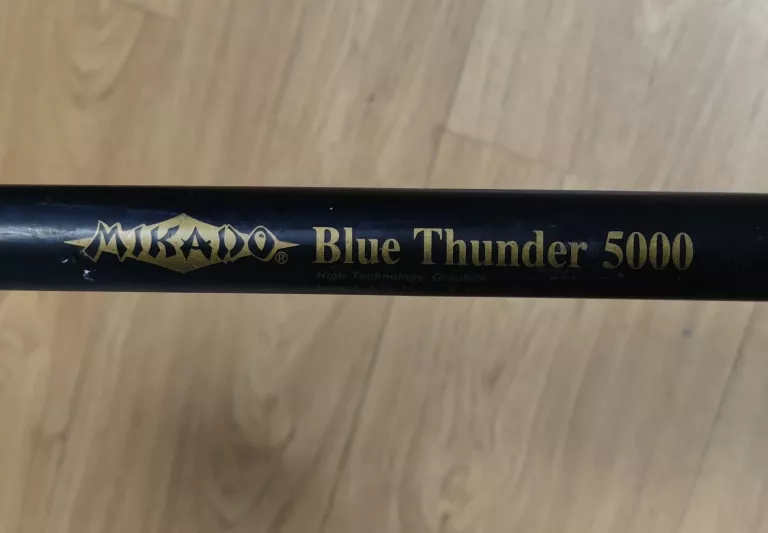 MIKADO® Blue Thunder 5000
High Technology Graphite